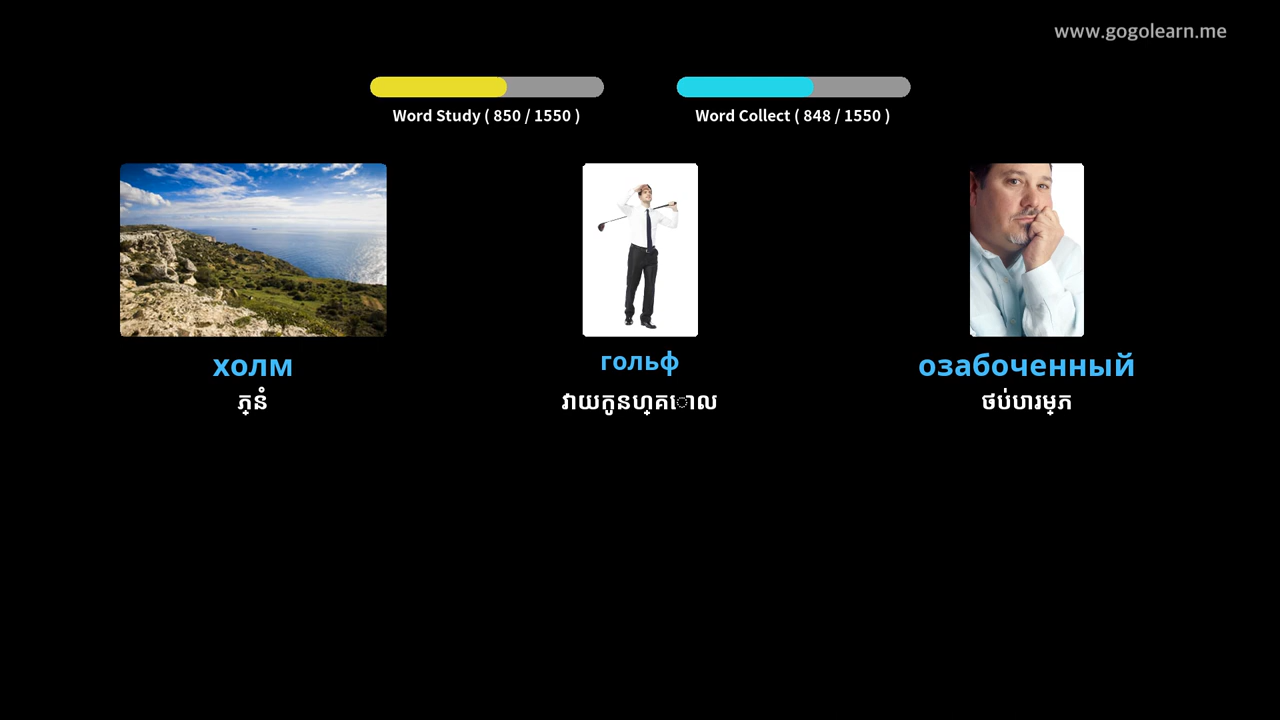 www.gogolearn.me
Word Study ( 850 / 1550 )
Word Collect ( 848 / 1550 )
холм
гольф
озабоченный
ភ្នំ
វាយកូនហ្គោល
ថប់បារម្ភ